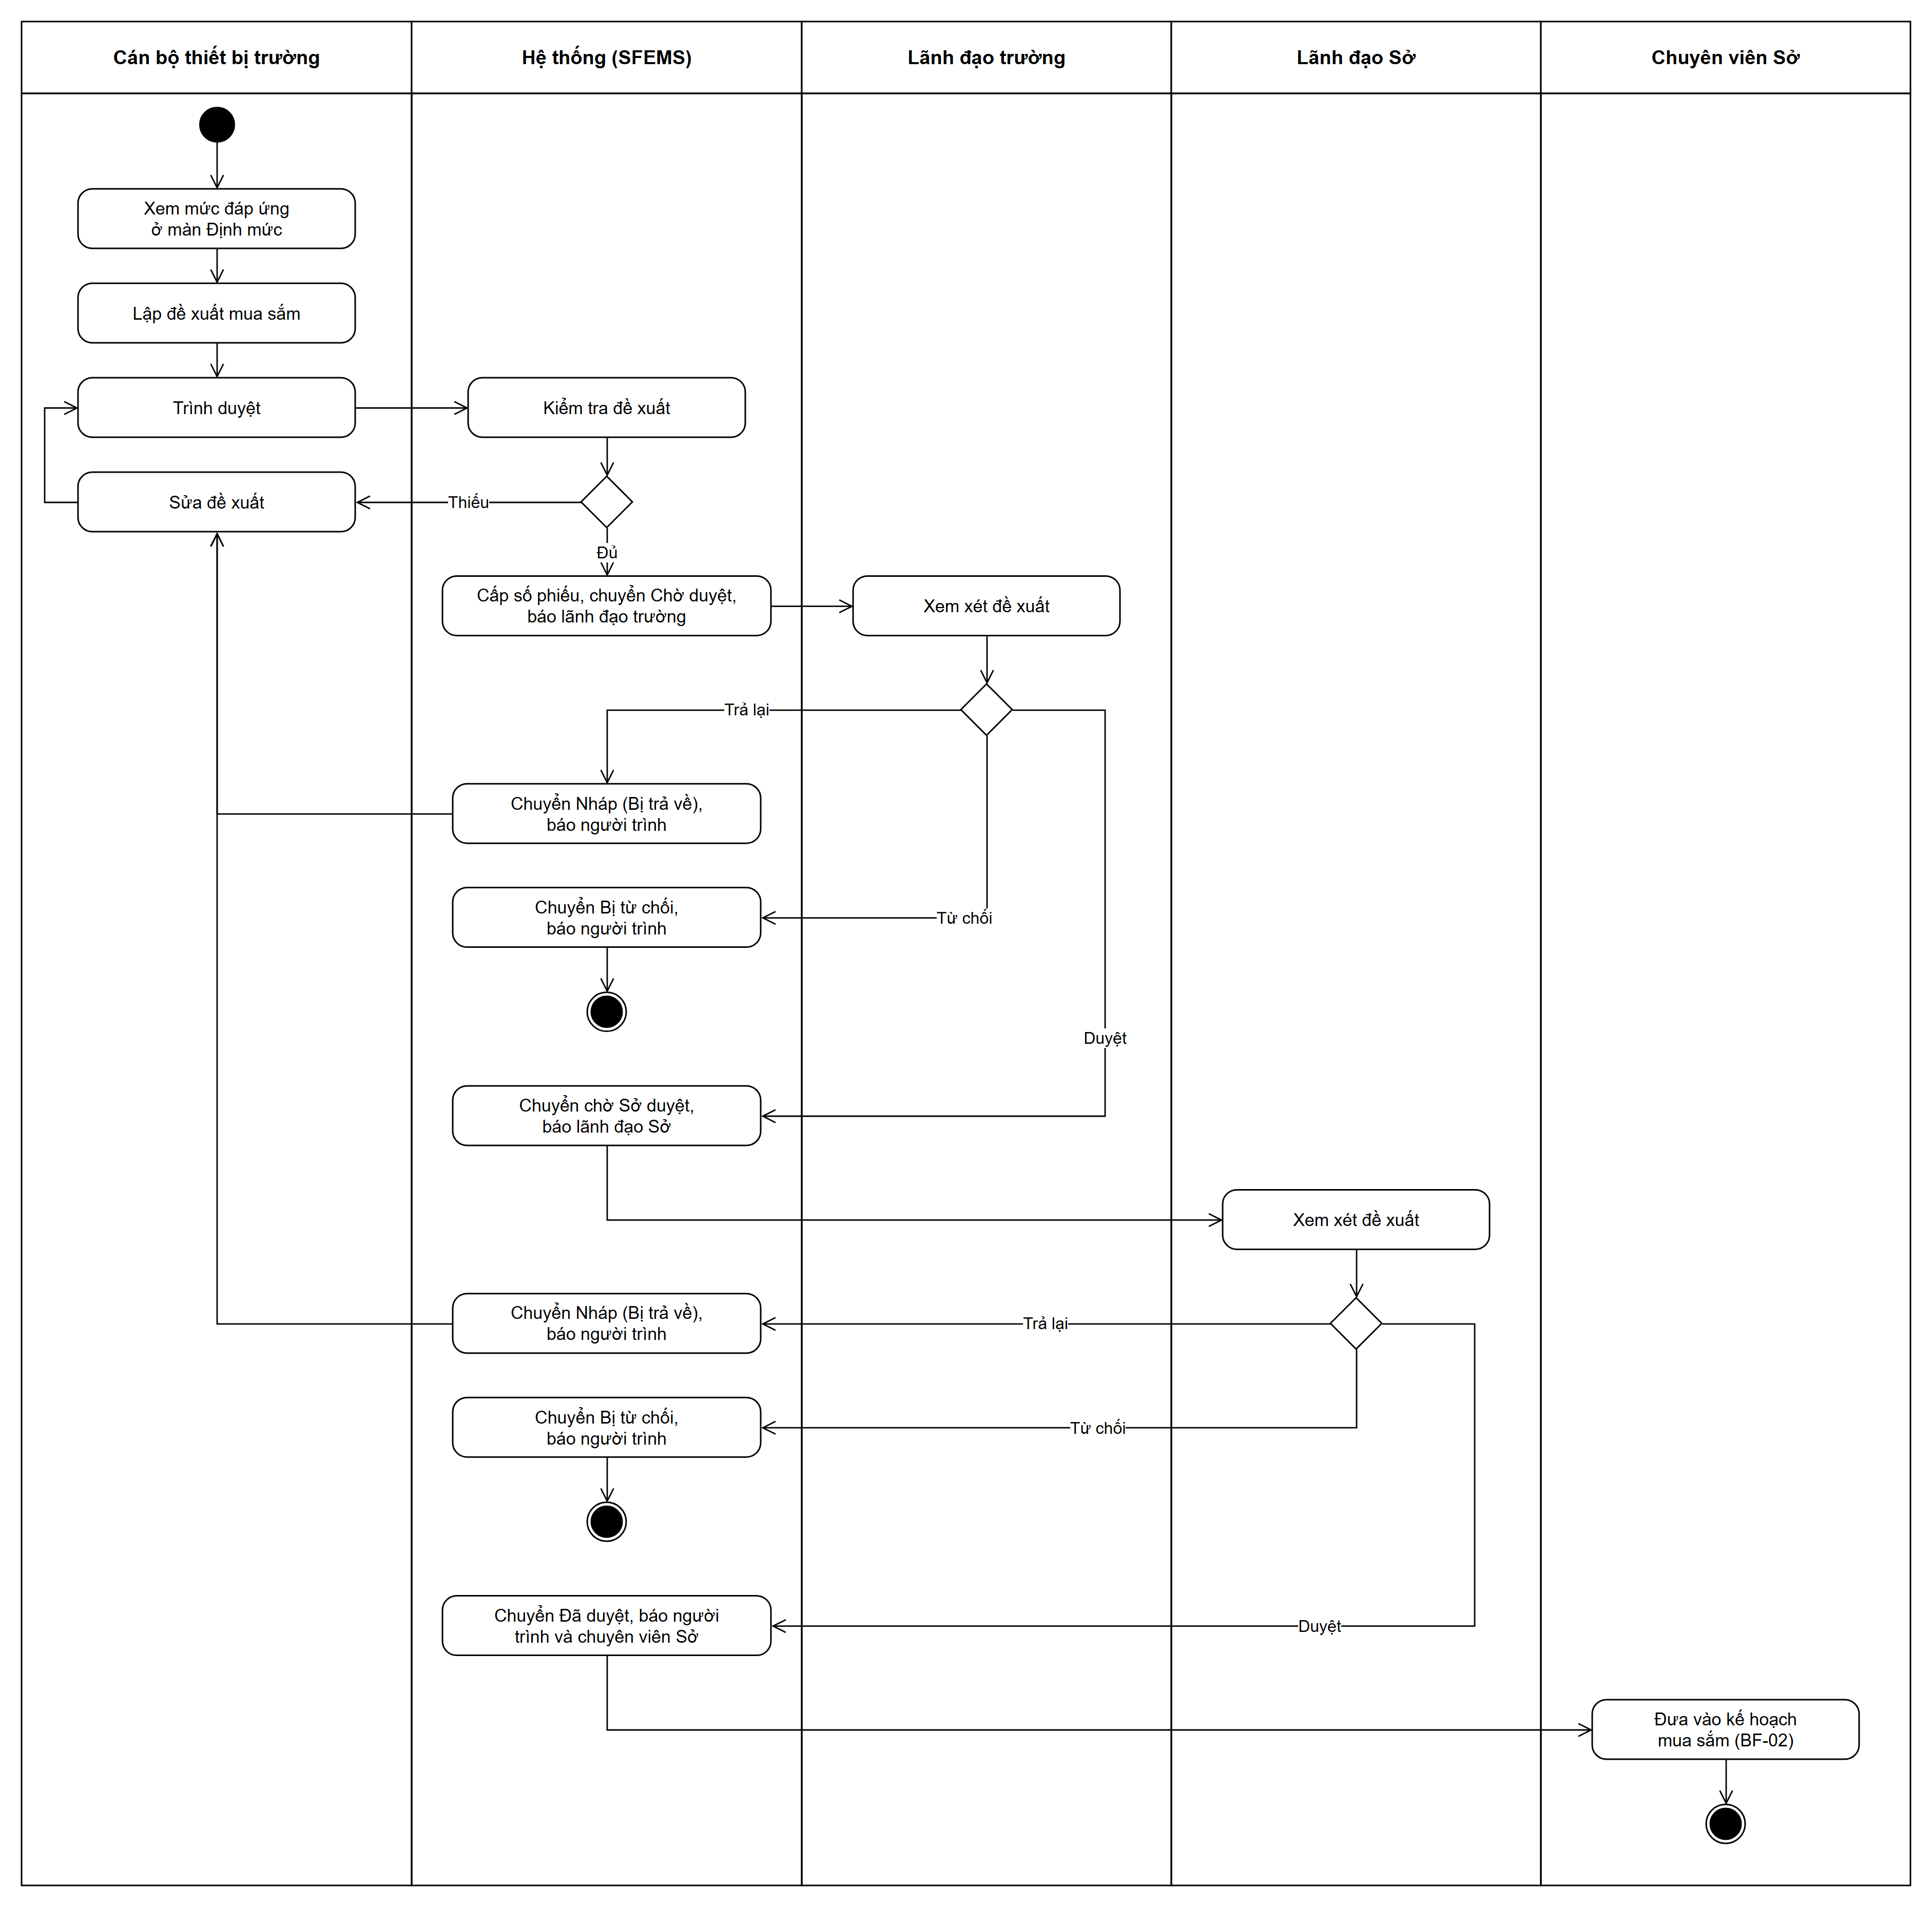 Cán bộ thiết bị trường
Hệ thống (SFEMS)
Lãnh đạo trường
Lãnh đạo Sở
Chuyên viên Sở
Xem mức đáp ứng
ở màn Định mức
Lập đề xuất mua sắm
Trình duyệt
Kiểm tra đề xuất
Sửa đề xuất
Thiếu
Đủ
Cấp số phiếu, chuyển Chờ duyệt,
báo lãnh đạo trường
Xem xét đề xuất
Trả lại
Chuyển Nháp (Bị trả về),
báo người trình
Chuyển Bị từ chối,
báo người trình
Từ chối
Duyệt
Chuyển chờ Sở duyệt,
báo lãnh đạo Sở
Xem xét đề xuất
Chuyển Nháp (Bị trả về),
báo người trình
Trả lại
Chuyển Bị từ chối,
báo người trình
Từ chối
Chuyển Đã duyệt, báo người
trình và chuyên viên Sở
Duyệt
Đưa vào kế hoạch
mua sắm (BF-02)